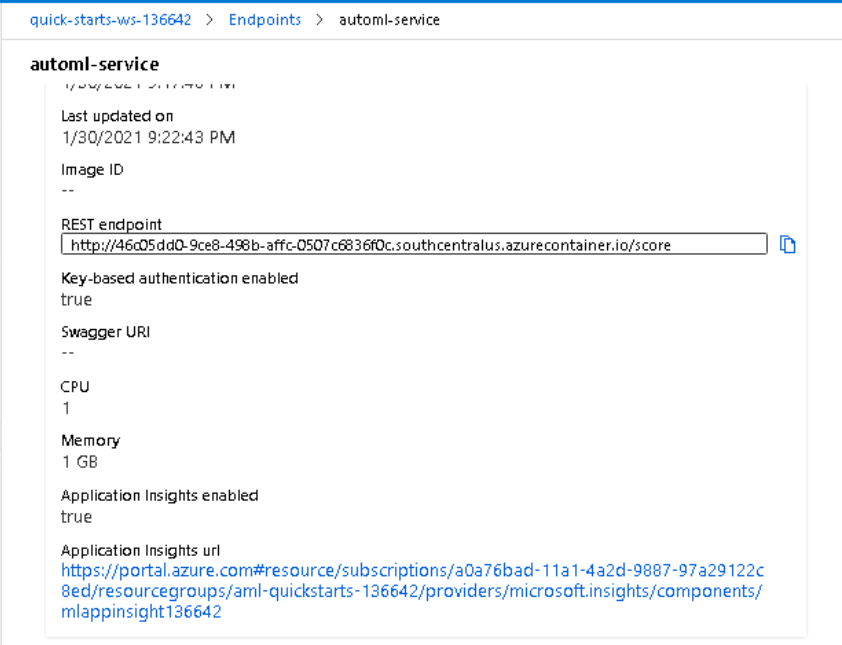 quick-starts-ws-136642 > Endpoints > automl-service
automl-service
Last updated on
1/30/2021 9:22:43 PM
Image ID
--
REST endpoint
http://46c05dd0-9ce8-498b-affc-0507c6836f0c.southcentralus.azurecontainer.io/score
Key-based authentication enabled
true
Swagger URI
--
CPU
1
Memory
1 GB
Application Insights enabled
true
Application Insights url
https://portal.azure.com#resource/subscriptions/a0a76bad-11a1-4a2d-9887-97a29122c
8ed/resourcegroups/aml-quickstarts-136642/providers/microsoft.insights/components/
mlappinsight136642